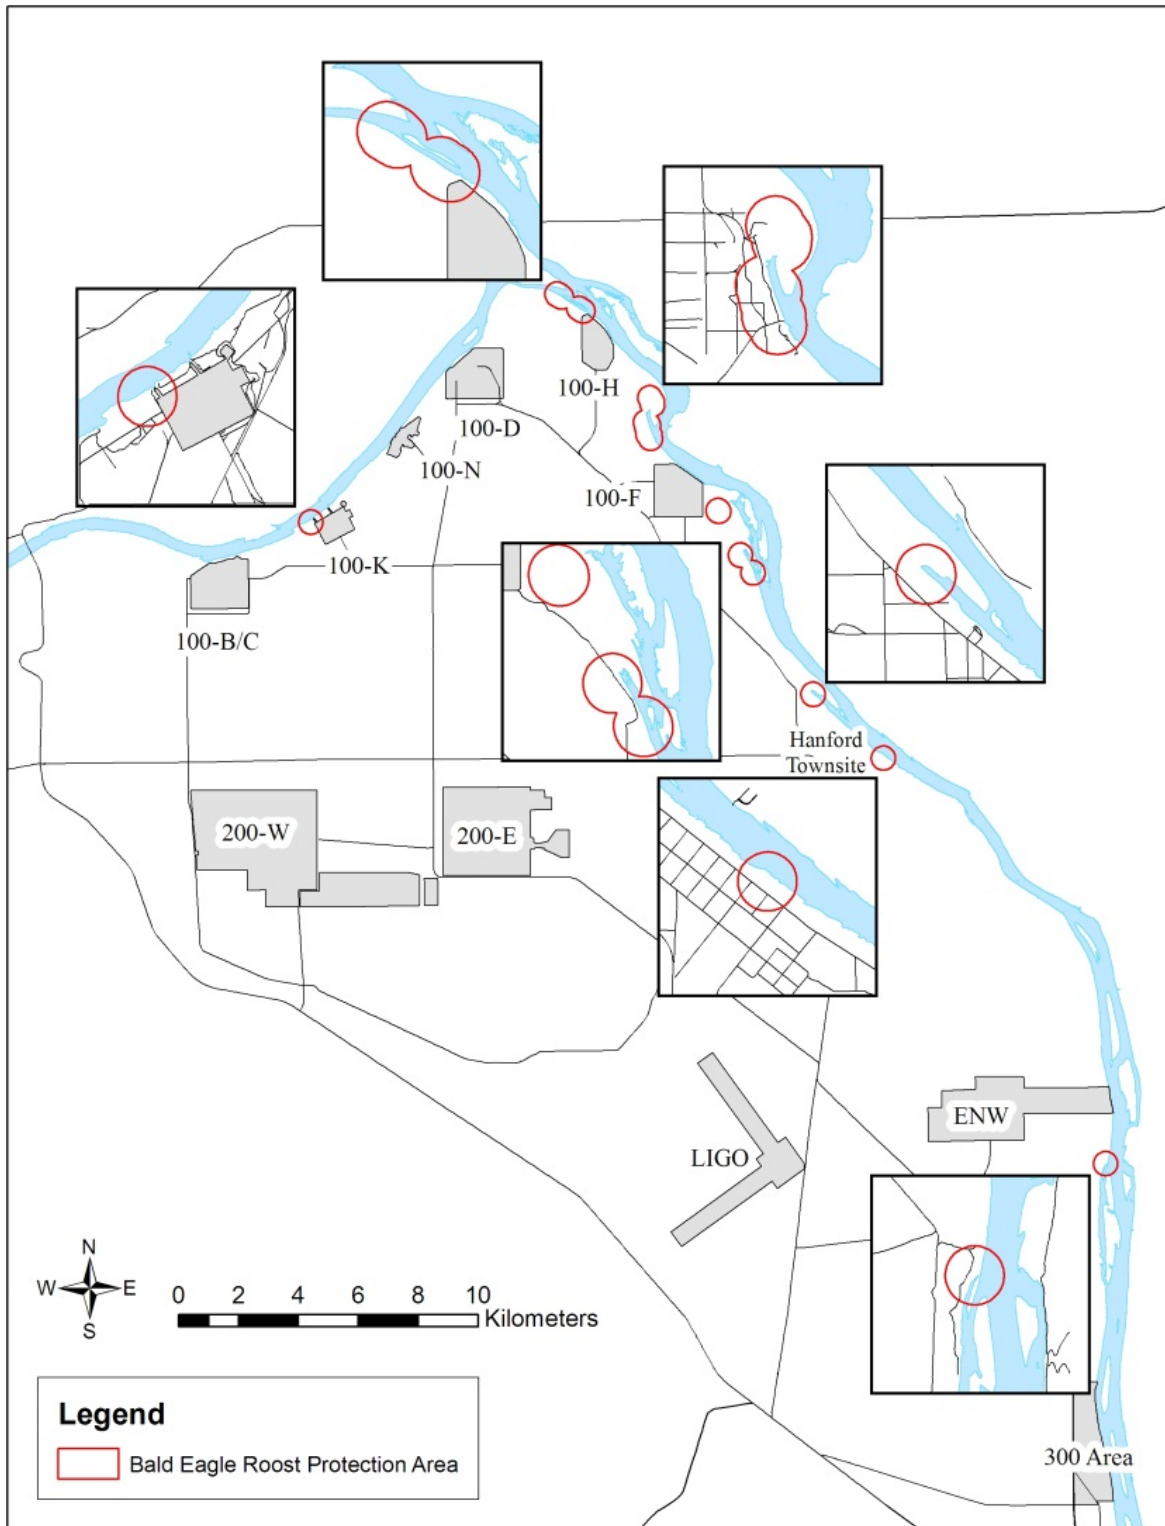 100-H
100-D
100-N
100-F
100-K
100-B/C
Hanford
Townsite
200-W
200-E
ENW
LIGO
N
W E
S
0 2 4 6 8 10
Kilometers
Legend
Bald Eagle Roost Protection Area
300 Area